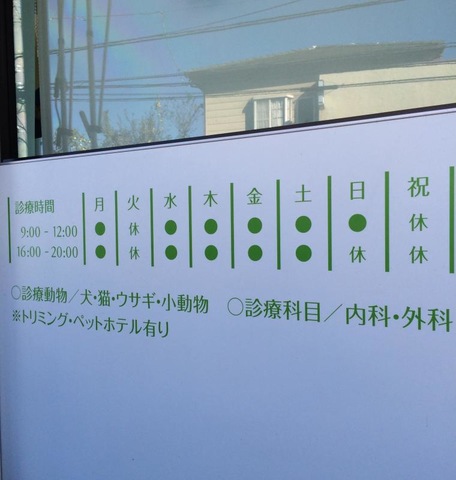 診療時間 月 火 水 木 金 土 日 祝
9:00 - 12:00 ● 休 ● ● ● ● ● 休
16:00 - 20:00 ● 休 ● ● ● ● 休 休
○診療動物／犬・猫・ウサギ・小動物 ○診療科目／内科・外科
※トリミング・ペットホテル有り